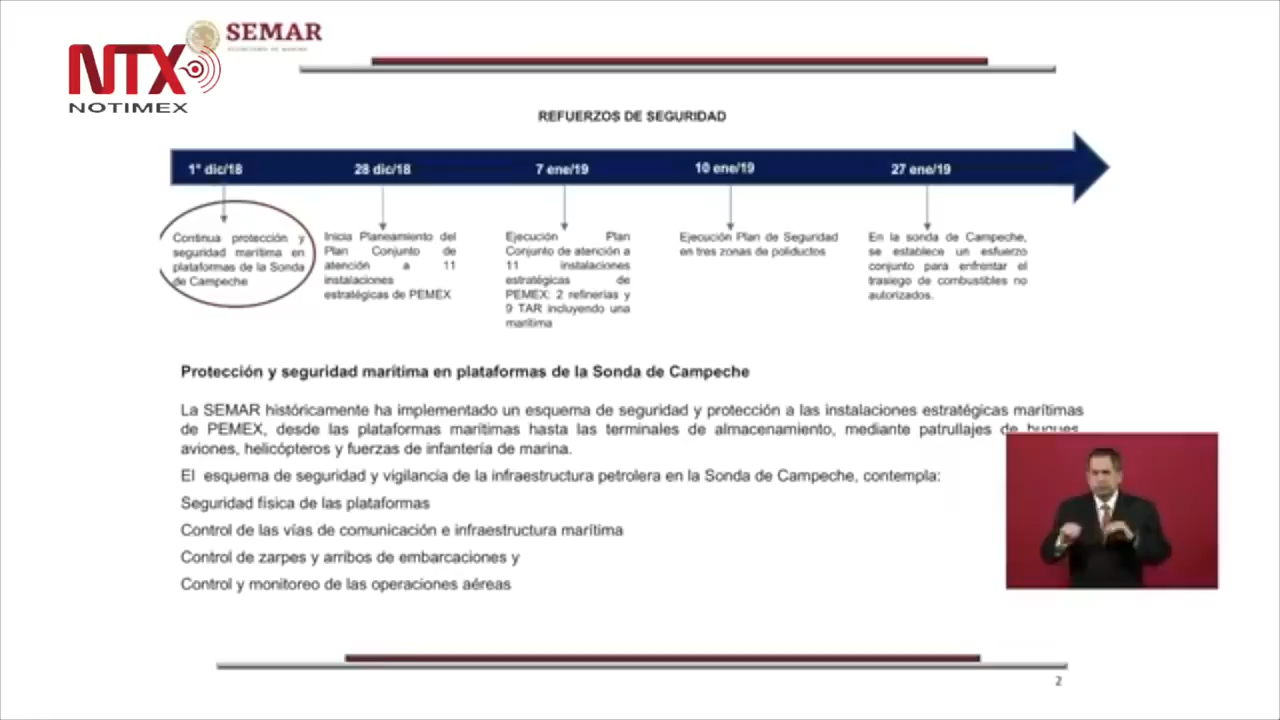 SEMAR
SECRETARÍA DE MARINA
NTX
NOTIMEX
REFUERZOS DE SEGURIDAD
1° dic/18
28 dic/18
7 ene/19
10 ene/19
27 ene/19
Continua protección y
seguridad marítima en
plataformas de la Sonda
de Campeche
Inicia Planeamiento del
Plan Conjunto de
atención a 11
instalaciones
estratégicas de PEMEX
Ejecución Plan
Conjunto de atención a
11 instalaciones
estratégicas de
PEMEX: 2 refinerías y
9 TAR incluyendo una
marítima
Ejecución Plan de Seguridad
en tres zonas de poliductos
En la sonda de Campeche,
se establece un esfuerzo
conjunto para enfrentar el
trasiego de combustibles no
autorizados.
Protección y seguridad marítima en plataformas de la Sonda de Campeche
La SEMAR históricamente ha implementado un esquema de seguridad y protección a las instalaciones estratégicas marítimas
de PEMEX, desde las plataformas marítimas hasta las terminales de almacenamiento, mediante patrullajes de buques,
aviones, helicópteros y fuerzas de infantería de marina.
El esquema de seguridad y vigilancia de la infraestructura petrolera en la Sonda de Campeche, contempla:
Seguridad física de las plataformas
Control de las vías de comunicación e infraestructura marítima
Control de zarpes y arribos de embarcaciones y
Control y monitoreo de las operaciones aéreas
2